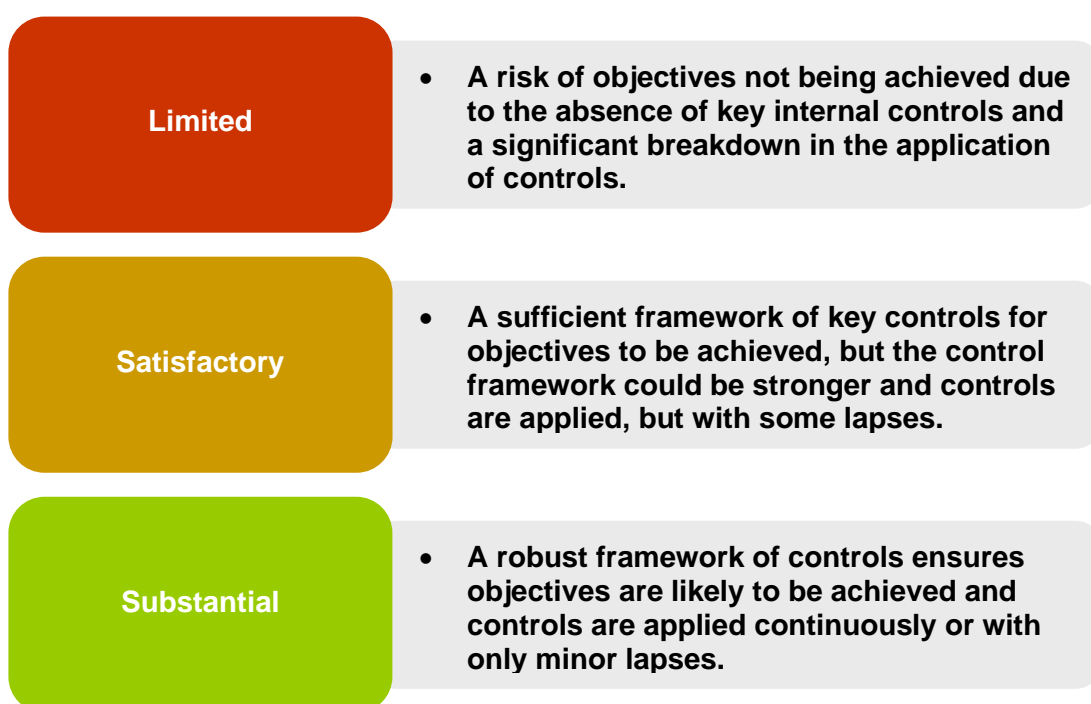 Limited
• A risk of objectives not being achieved due
to the absence of key internal controls and
a significant breakdown in the application
of controls.
Satisfactory
• A sufficient framework of key controls for
objectives to be achieved, but the control
framework could be stronger and controls
are applied, but with some lapses.
Substantial
• A robust framework of controls ensures
objectives are likely to be achieved and
controls are applied continuously or with
only minor lapses.